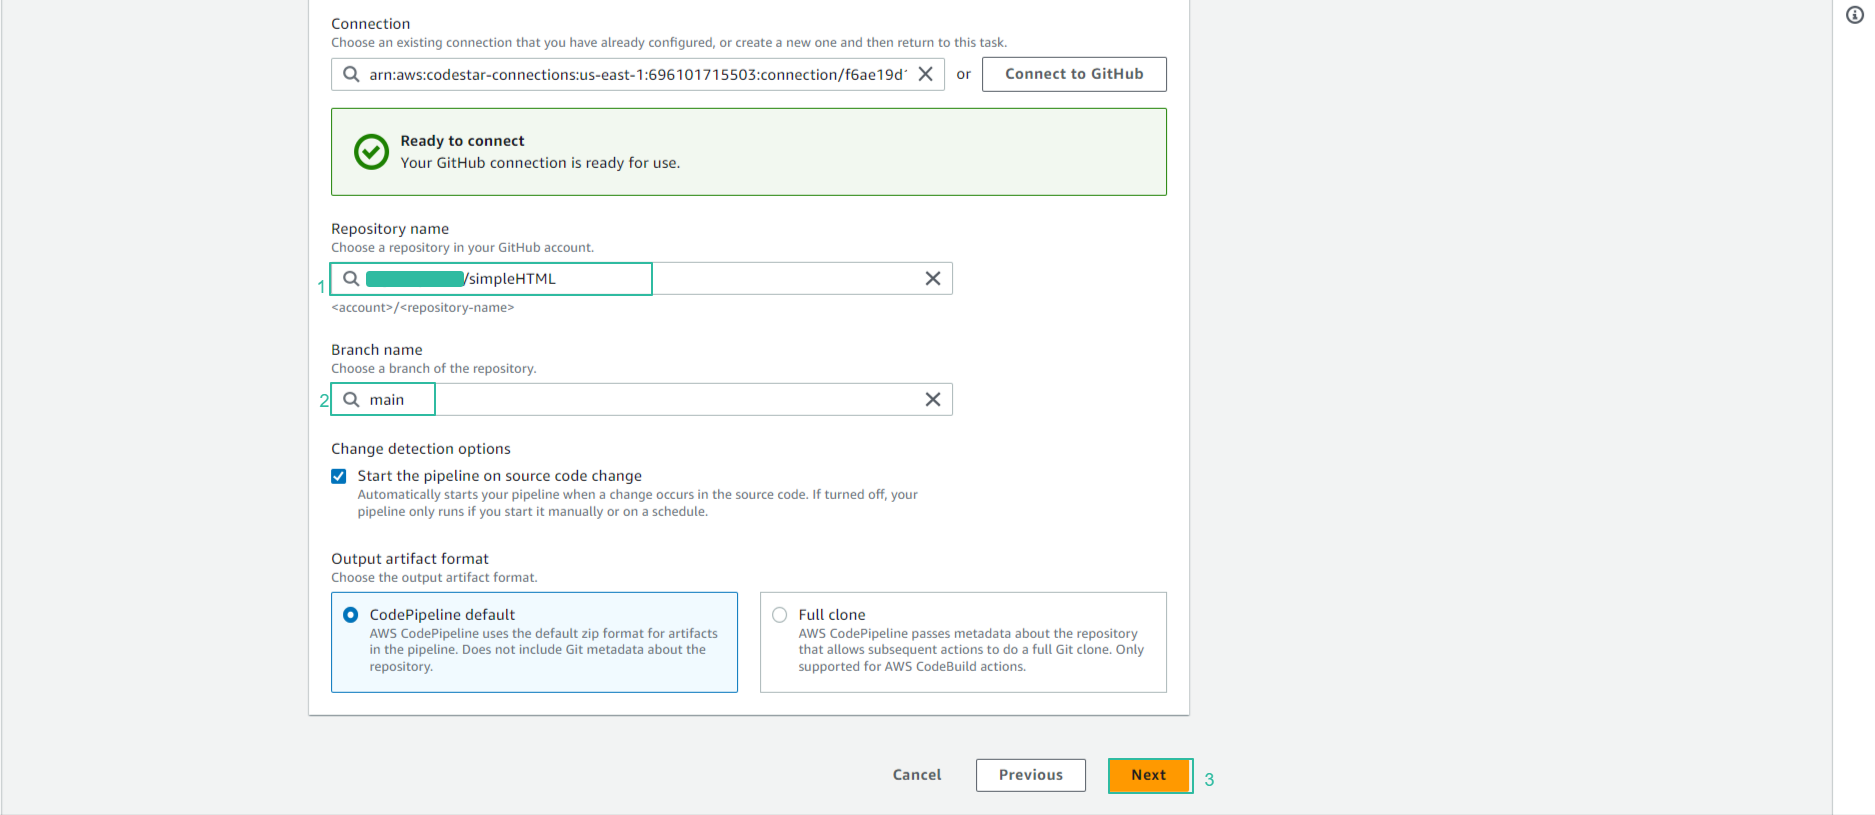 Connection
Choose an existing connection that you have already configured, or create a new one and then return to this task.
arn:aws:codestar-connections:us-east-1:696101715503:connection/f6ae19d or Connect to GitHub
Ready to connect
Your GitHub connection is ready for use.
Repository name
Choose a repository in your GitHub account.
1 /simpleHTML
<account>/<repository-name>
Branch name
Choose a branch of the repository.
2 main
Change detection options
Start the pipeline on source code change
Automatically starts your pipeline when a change occurs in the source code. If turned off, your
pipeline only runs if you start it manually or on a schedule.
Output artifact format
Choose the output artifact format.
CodePipeline default
AWS CodePipeline uses the default zip format for artifacts
in the pipeline. Does not include Git metadata about the
repository.
Full clone
AWS CodePipeline passes metadata about the repository
that allows subsequent actions to do a full Git clone. Only
supported for AWS CodeBuild actions.
Cancel Previous Next 3